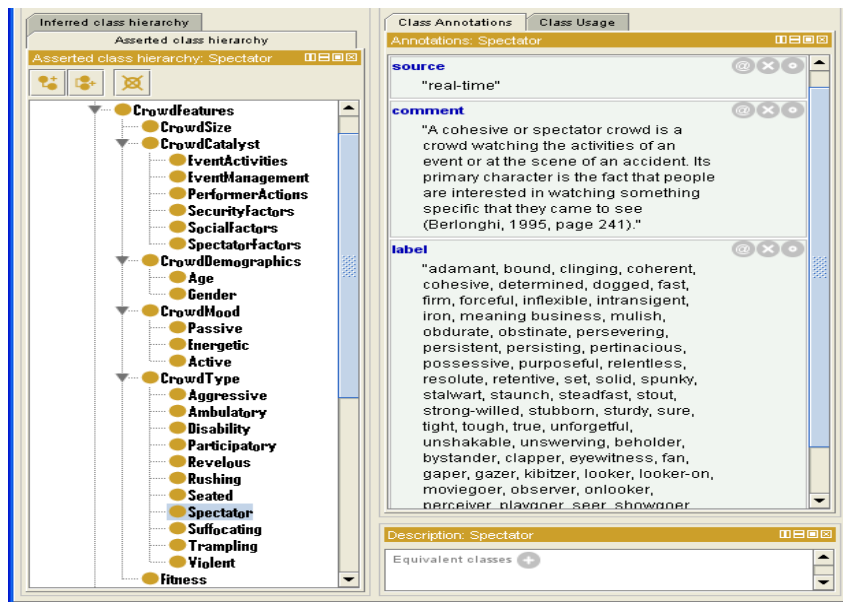 Inferred class hierarchy
Asserted class hierarchy
Asserted class hierarchy: Spectator
CrowdFeatures
CrowdSize
CrowdCatalyst
EventActivities
EventManagement
PerformerActions
SecurityFactors
SocialFactors
SpectatorFactors
CrowdDemographics
Age
Gender
CrowdMood
Passive
Energetic
Active
CrowdType
Aggressive
Ambulatory
Disability
Participatory
Revelous
Rushing
Seated
Spectator
Suffocating
Trampling
Violent
Fitness
Class Annotations
Class Usage
Annotations: Spectator
source
"real-time"
comment
"A cohesive or spectator crowd is a
crowd watching the activities of an
event or at the scene of an accident. Its
primary character is the fact that people
are interested in watching something
specific that they came to see
(Berlonghi, 1995, page 241)."
label
"adamant, bound, clinging, coherent,
cohesive, determined, dogged, fast,
firm, forceful, inflexible, intransigent,
iron, meaning business, mulish,
obdurate, obstinate, persevering,
persistent, persisting, pertinacious,
possessive, purposeful, relentless,
resolute, retentive, set, solid, spunky,
stalwart, staunch, steadfast, stout,
strong-willed, stubborn, sturdy, sure,
tight, tough, true, unforgetful,
unshakable, unswerving, beholder,
bystander, clapper, eyewitness, fan,
gaper, gazer, kibitzer, looker, looker-on,
moviegoer, observer, onlooker,
perceiver, playgoer, seer, showgoer
Description: Spectator
Equivalent classes